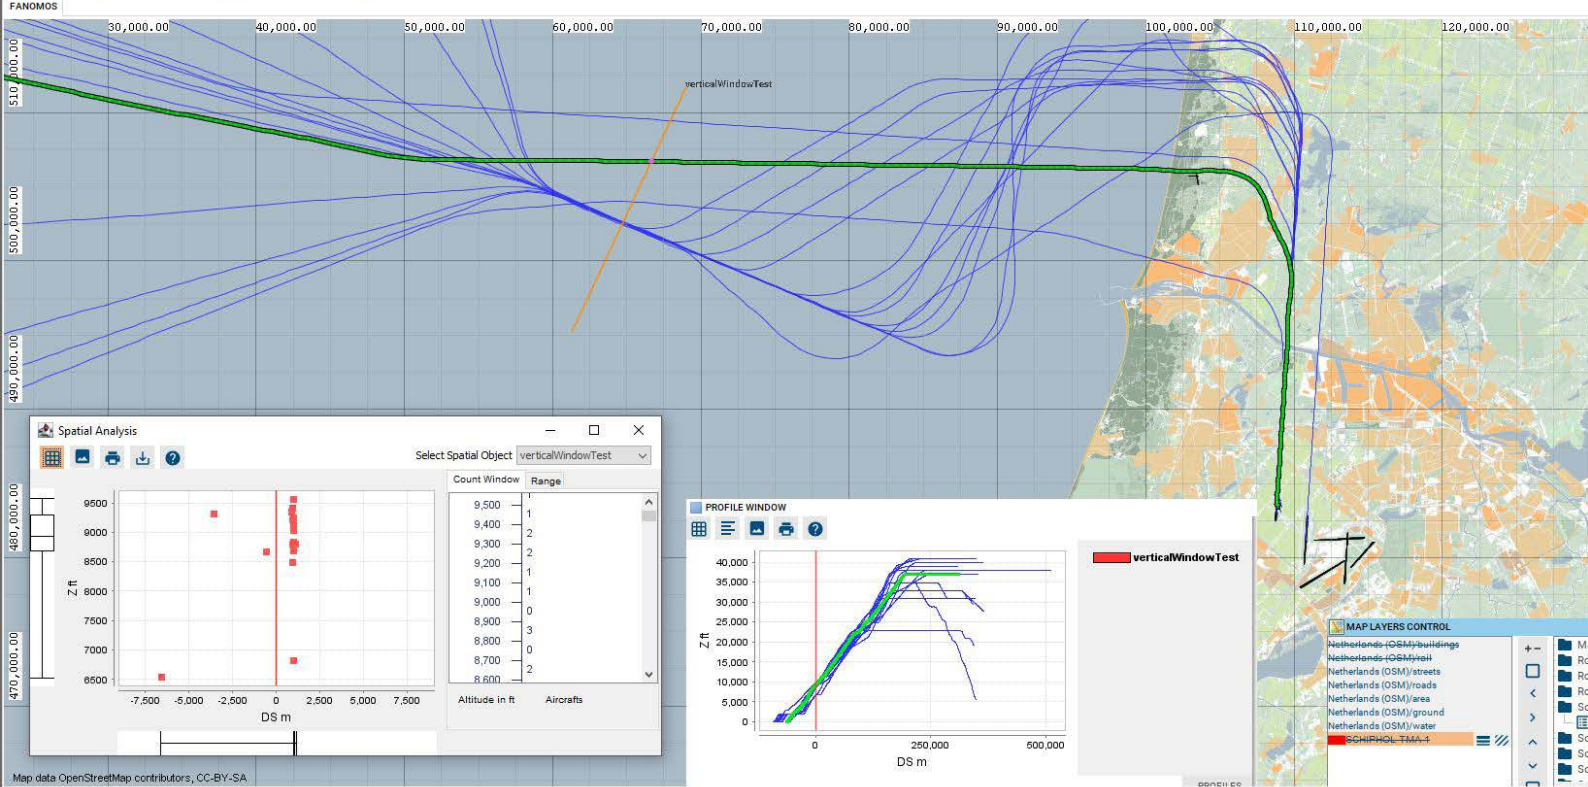 FANOMOS
30,000.00 40,000.00 50,000.00 60,000.00 70,000.00 80,000.00 90,000.00 100,000.00 110,000.00 120,000.00
510,000.00
500,000.00
490,000.00
480,000.00
470,000.00
verticalWindowTest
Spatial Analysis
Select Spatial Object verticalWindowTest
Count Window Range
9500
9000
8500
8000
7500
7000
6500
Z ft
-7,500 -5,000 -2,500 0 2,500 5,000 7,500
DS m
9,500
1
9,400
2
9,300
2
9,200
1
9,100
1
9,000
0
8,900
3
8,800
0
8,700
2
8,600
Altitude in ft Aircrafts
PROFILE WINDOW
40,000
35,000
30,000
25,000
20,000
15,000
10,000
5,000
0
Z ft
0 250,000 500,000
DS m
verticalWindowTest
PROFILES
MAP LAYERS CONTROL
Netherlands (OSM)/buildings
Netherlands (OSM)/rail
Netherlands (OSM)/streets
Netherlands (OSM)/roads
Netherlands (OSM)/area
Netherlands (OSM)/ground
Netherlands (OSM)/water
SCHIPHOL TMA 1
Map data OpenStreetMap contributors, CC-BY-SA